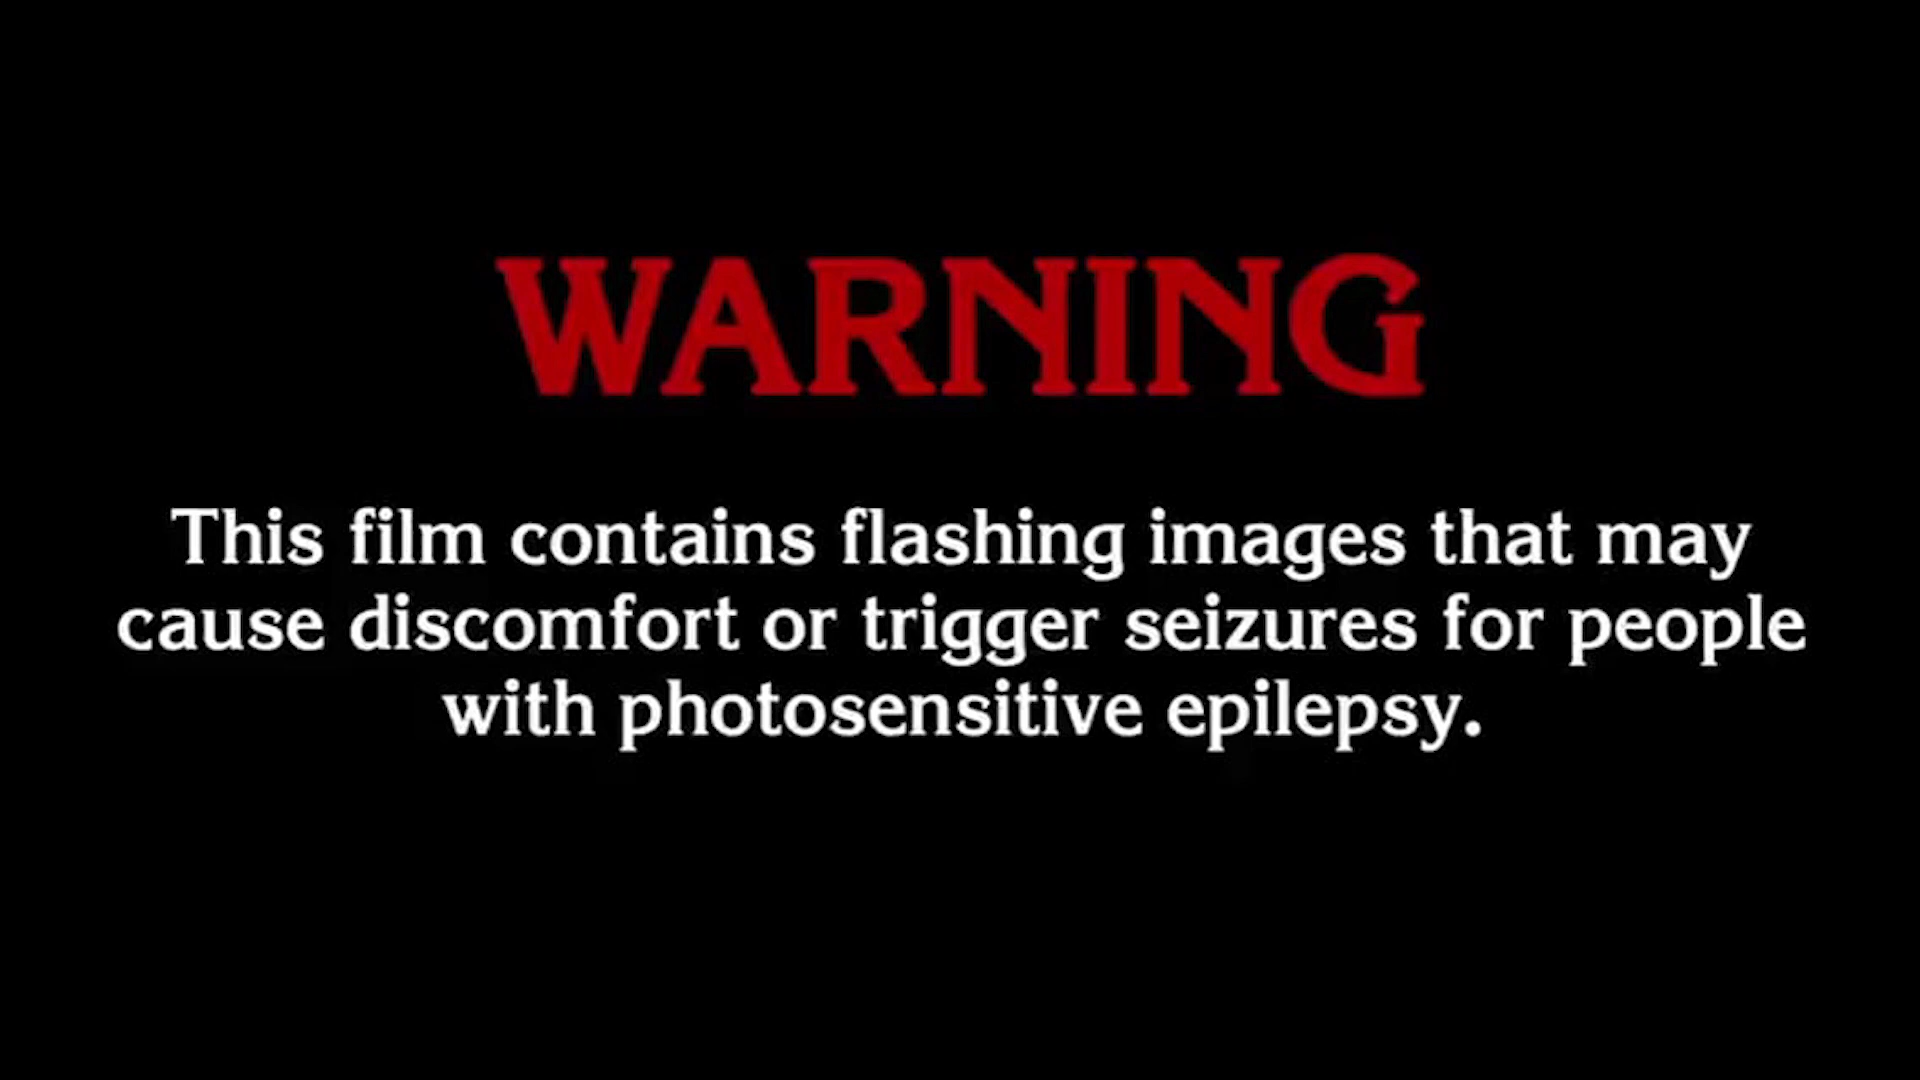 WARNING
This film contains flashing images that may
cause discomfort or trigger seizures for people
with photosensitive epilepsy.